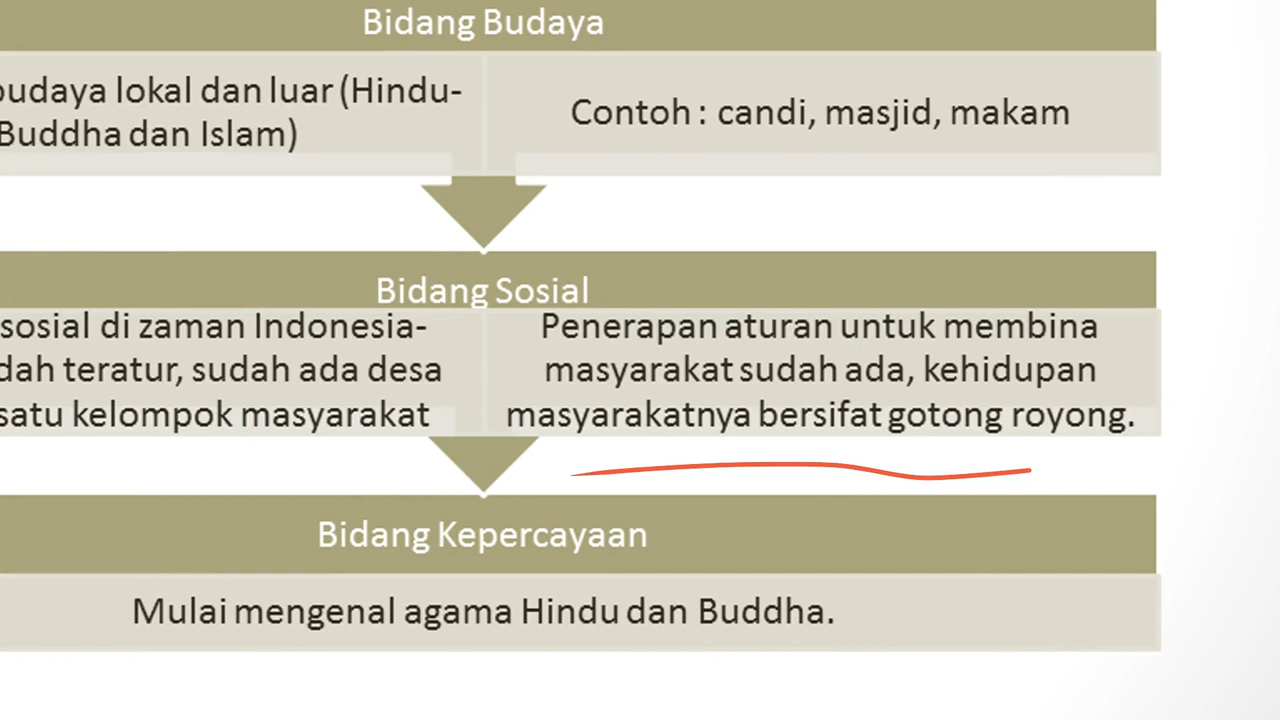 Bidang Budaya
budaya lokal dan luar (Hindu-
Buddha dan Islam)
Contoh : candi, masjid, makam
Bidang Sosial
sosial di zaman Indonesia-
dah teratur, sudah ada desa
satu kelompok masyarakat
Penerapan aturan untuk membina
masyarakat sudah ada, kehidupan
masyarakatnya bersifat gotong royong.
Bidang Kepercayaan
Mulai mengenal agama Hindu dan Buddha.